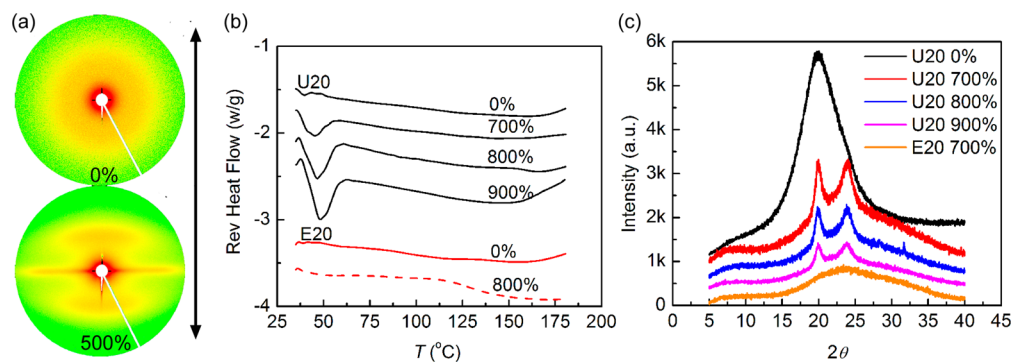 (a)
0%
500%
(b)
Rev Heat Flow (w/g)
-1
-2
-3
-4
U20
0%
700%
800%
900%
E20
0%
800%
25 50 75 100 125 150 175 200
T (°C)
(c)
Intensity (a.u.)
6k
5k
4k
3k
2k
1k
0
U20 0%
U20 700%
U20 800%
U20 900%
E20 700%
0 5 10 15 20 25 30 35 40 45
2θ